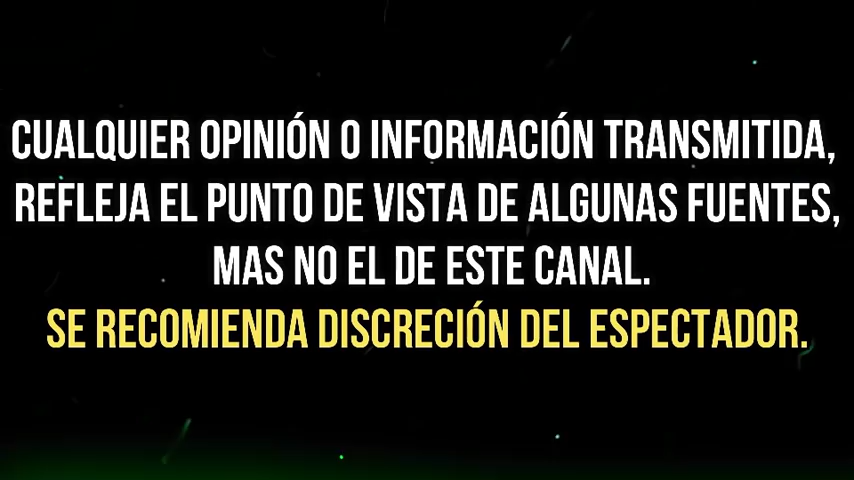 CUALQUIER OPINIÓN O INFORMACIÓN TRANSMITIDA,
REFLEJA EL PUNTO DE VISTA DE ALGUNAS FUENTES,
MAS NO EL DE ESTE CANAL.
SE RECOMIENDA DISCRECIÓN DEL ESPECTADOR.